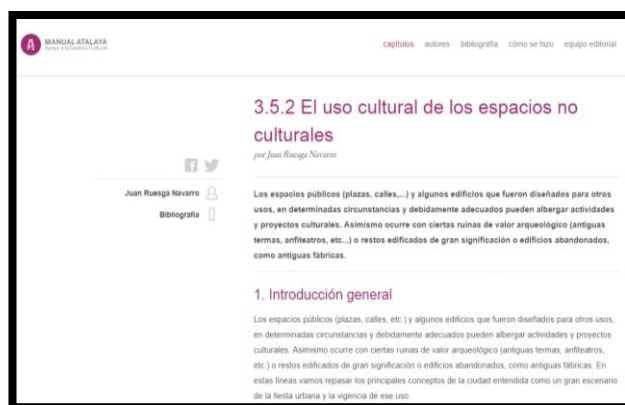 MANUAL ATALAYA
Apoyo a la Gestión Cultural
capítulos autores bibliografía cómo se hizo equipo editorial
3.5.2 El uso cultural de los espacios no
culturales
por Juan Ruesga Navarro
Juan Ruesga Navarro
Bibliografía
Los espacios públicos (plazas, calles,...) y algunos edificios que fueron diseñados para otros
usos, en determinadas circunstancias y debidamente adecuados pueden albergar actividades
y proyectos culturales. Asimismo ocurre con ciertas ruinas de valor arqueológico (antiguas
termas, anfiteatros, etc...) o restos edificados de gran significación o edificios abandonados,
como antiguas fábricas.
1. Introducción general
Los espacios públicos (plazas, calles, etc.) y algunos edificios que fueron diseñados para otros usos,
en determinadas circunstancias y debidamente adecuados pueden albergar actividades y proyectos
culturales. Asimismo ocurre con ciertas ruinas de valor arqueológico (antiguas termas, anfiteatros,
etc.) o restos edificados de gran significación o edificios abandonados, como antiguas fábricas. En
estas líneas vamos repasar los principales conceptos de la ciudad entendida como un gran escenario
de la fiesta urbana y la vigencia de ese uso.